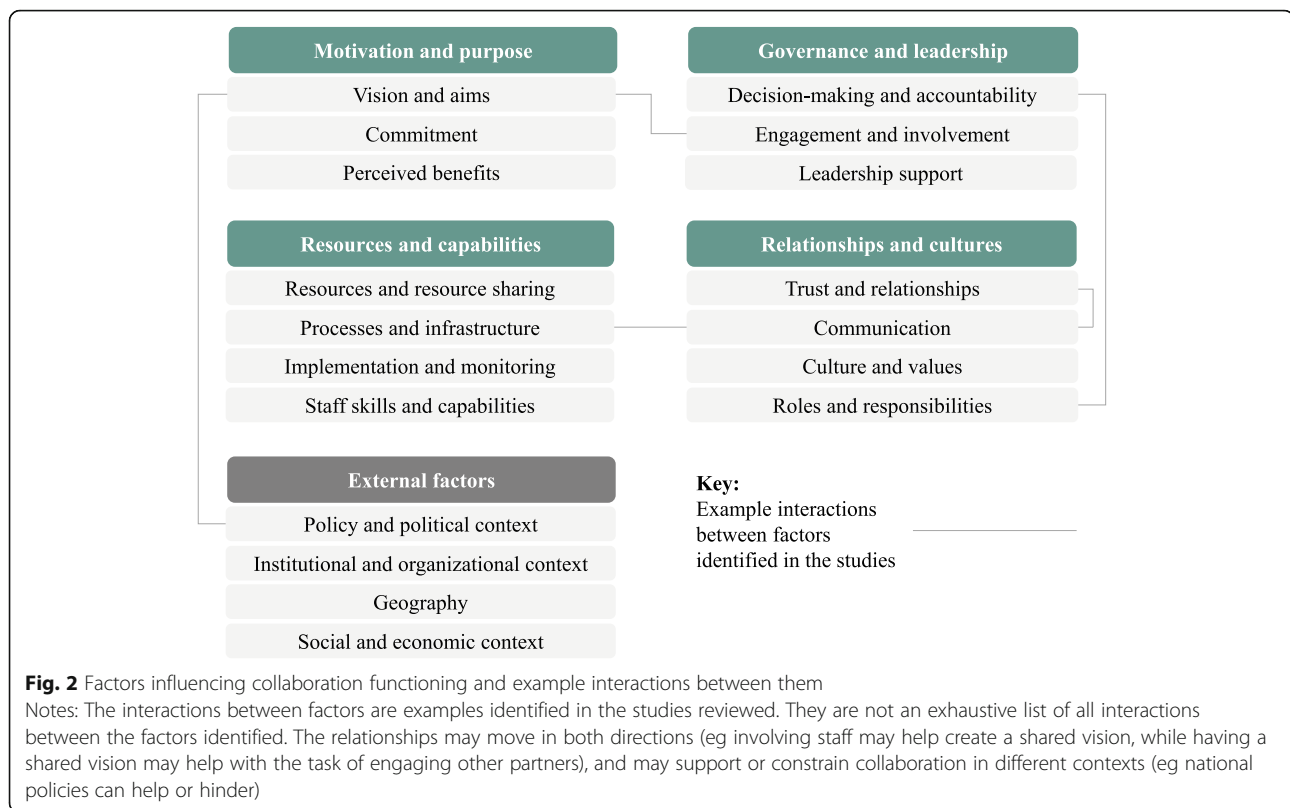 Motivation and purpose
Vision and aims
Commitment
Perceived benefits
Governance and leadership
Decision-making and accountability
Engagement and involvement
Leadership support
Resources and capabilities
Resources and resource sharing
Processes and infrastructure
Implementation and monitoring
Staff skills and capabilities
Relationships and cultures
Trust and relationships
Communication
Culture and values
Roles and responsibilities
External factors
Policy and political context
Institutional and organizational context
Geography
Social and economic context
Key:
Example interactions
between factors
identified in the studies
Fig. 2 Factors influencing collaboration functioning and example interactions between them
Notes: The interactions between factors are examples identified in the studies reviewed. They are not an exhaustive list of all interactions
between the factors identified. The relationships may move in both directions (eg involving staff may help create a shared vision, while having a
shared vision may help with the task of engaging other partners), and may support or constrain collaboration in different contexts (eg national
policies can help or hinder)